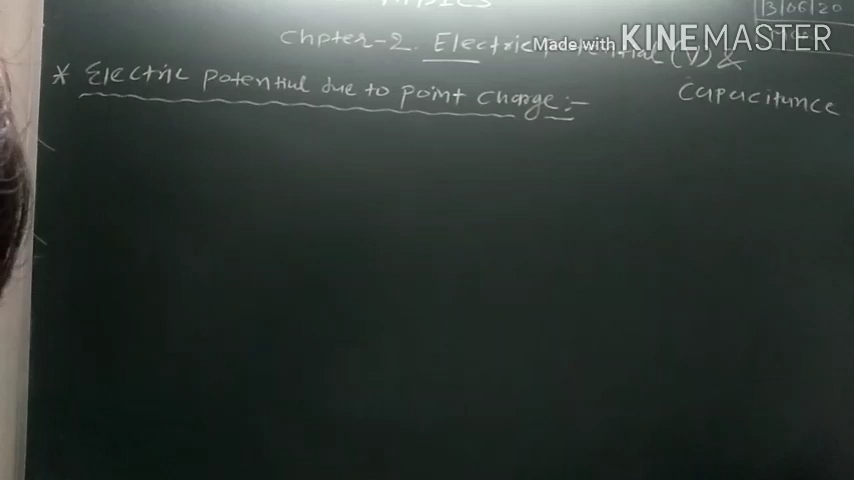 13/06/20
Chpter-2. Electric potential (V) &
Capacitance
* Electric potential due to point charge:-
Made with KINEMASTER